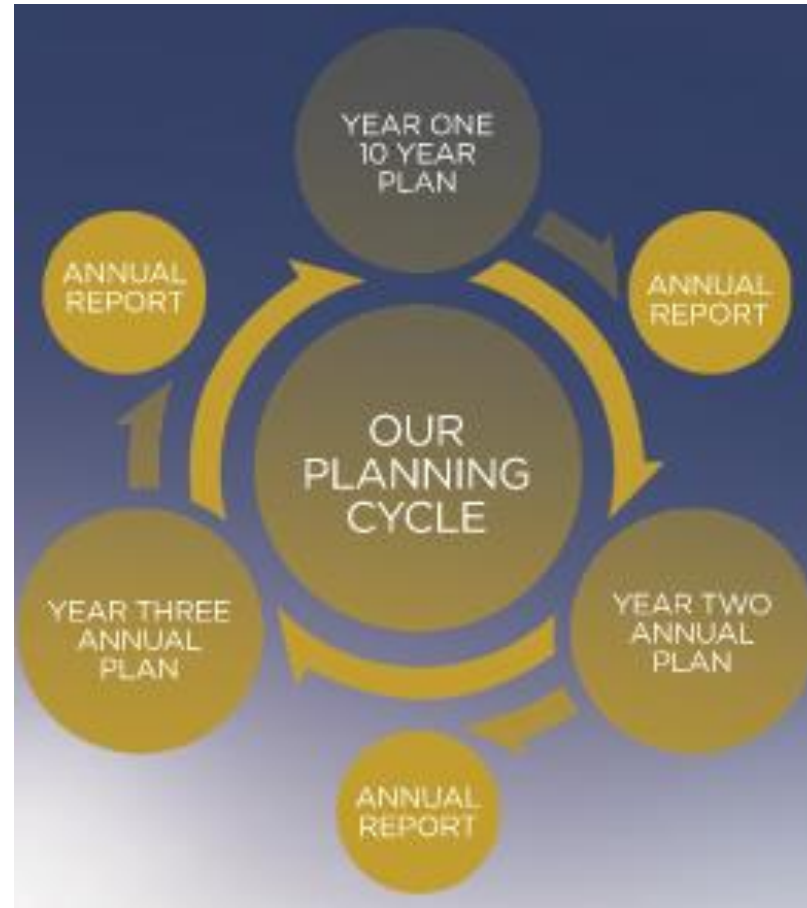 YEAR ONE
10 YEAR
PLAN
ANNUAL
REPORT
ANNUAL
REPORT
OUR
PLANNING
CYCLE
YEAR THREE
ANNUAL
PLAN
YEAR TWO
ANNUAL
PLAN
ANNUAL
REPORT